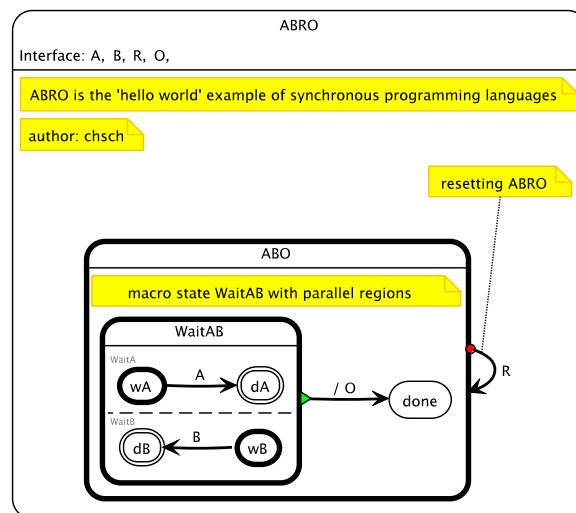 ABRO
Interface: A, B, R, O,
ABRO is the 'hello world' example of synchronous programming languages
author: chsch
resetting ABRO
ABO
macro state WaitAB with parallel regions
WaitAB
WaitA
wA
A
dA
/ O
done
R
WaitB
dB
B
wB